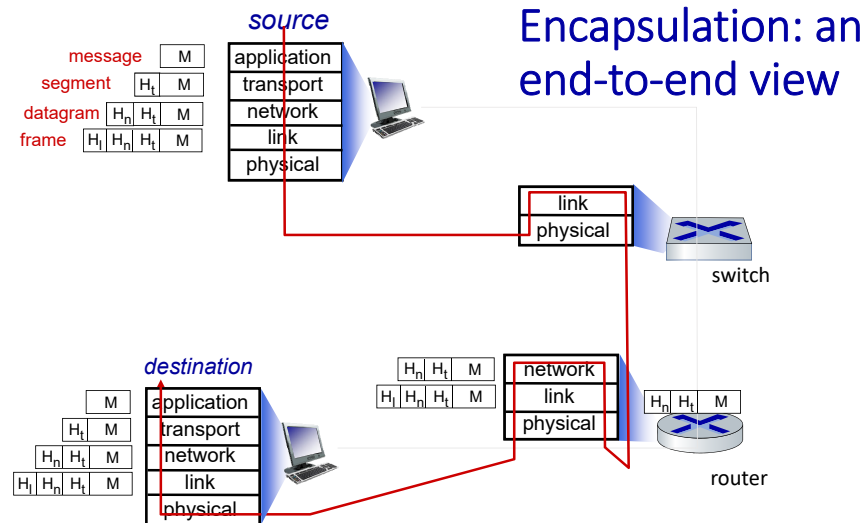 source
Encapsulation: an
end-to-end view
message M
segment Ht M
datagram Hn Ht M
frame Hl Hn Ht M
application
transport
network
link
physical
link
physical
switch
destination
M
Ht M
Hn Ht M
Hl Hn Ht M
application
transport
network
link
physical
Hn Ht M
Hl Hn Ht M
network
link
physical
Hn Ht M
router